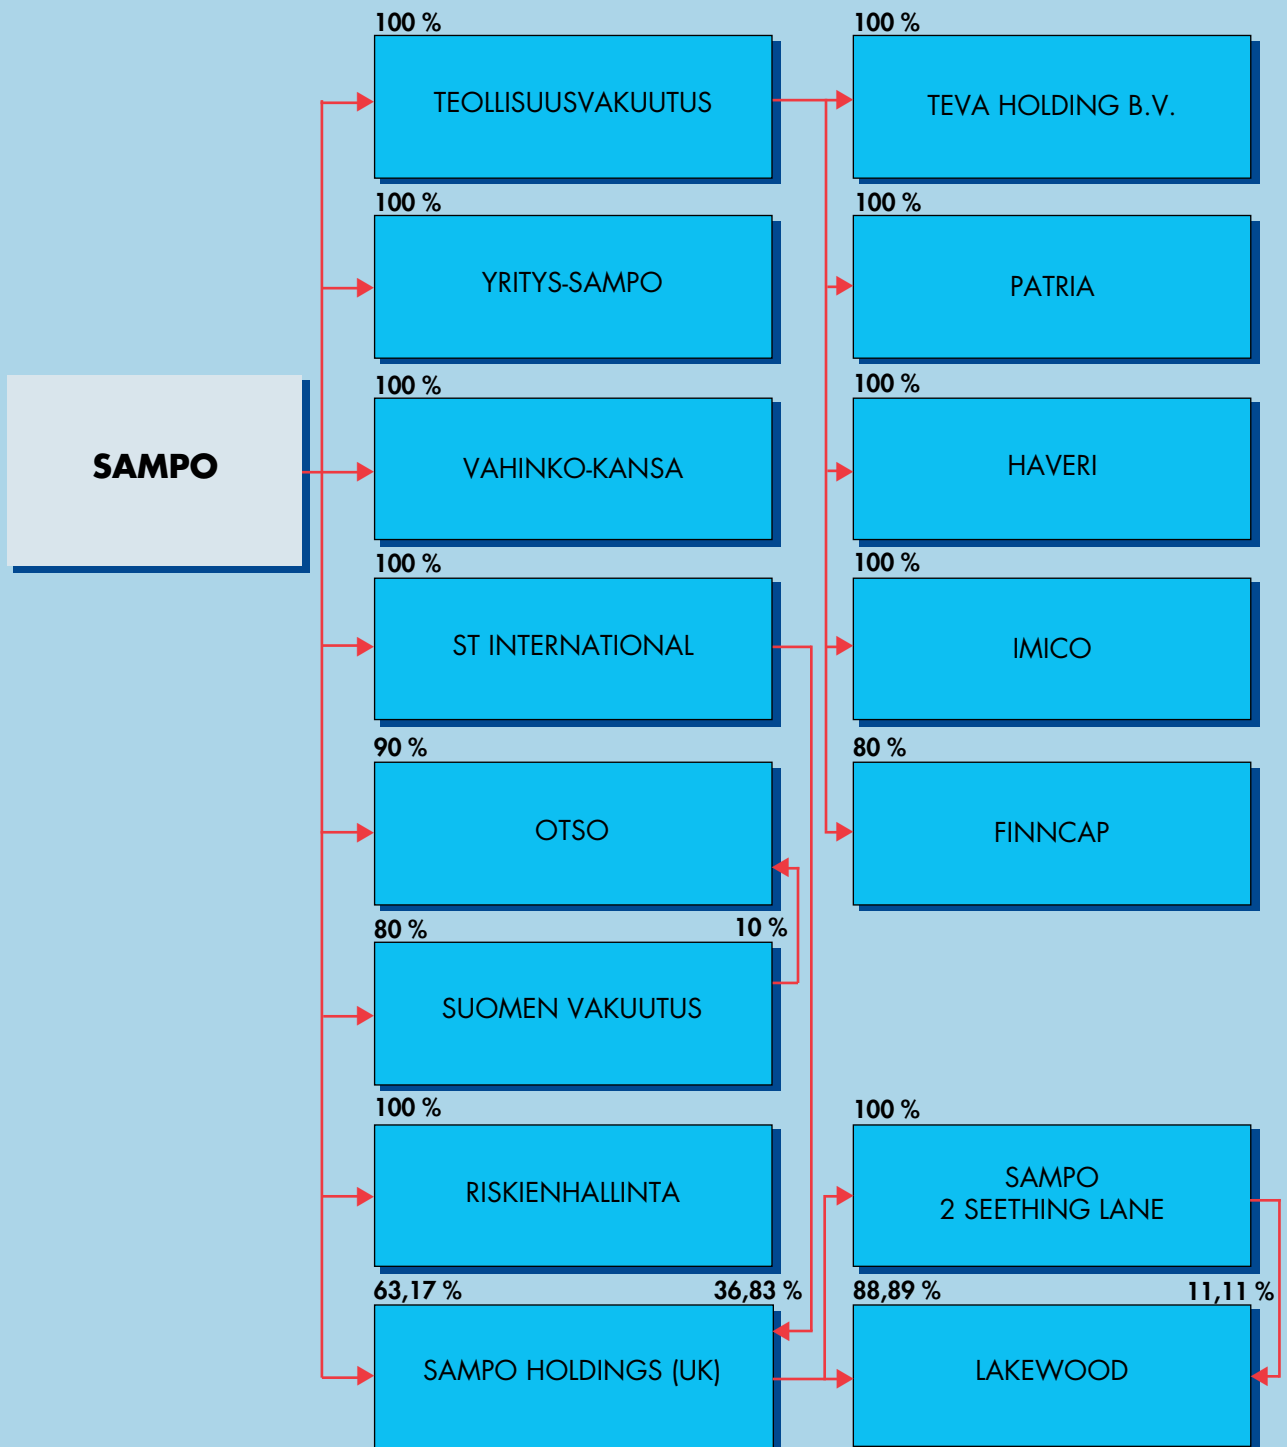 100 %
100 %
TEOLLISUUSVAKUUTUS
TEVA HOLDING B.V.
100 %
100 %
YRITYS-SAMPO
PATRIA
100 %
100 %
SAMPO
VAHINKO-KANSA
HAVERI
100 %
100 %
ST INTERNATIONAL
IMICO
90 %
80 %
OTSO
FINNCAP
80 %
10 %
SUOMEN VAKUUTUS
100 %
100 %
RISKIENHALLINTA
SAMPO
2 SEETHING LANE
63,17 %
36,83 %
88,89 %
11,11 %
SAMPO HOLDINGS (UK)
LAKEWOOD